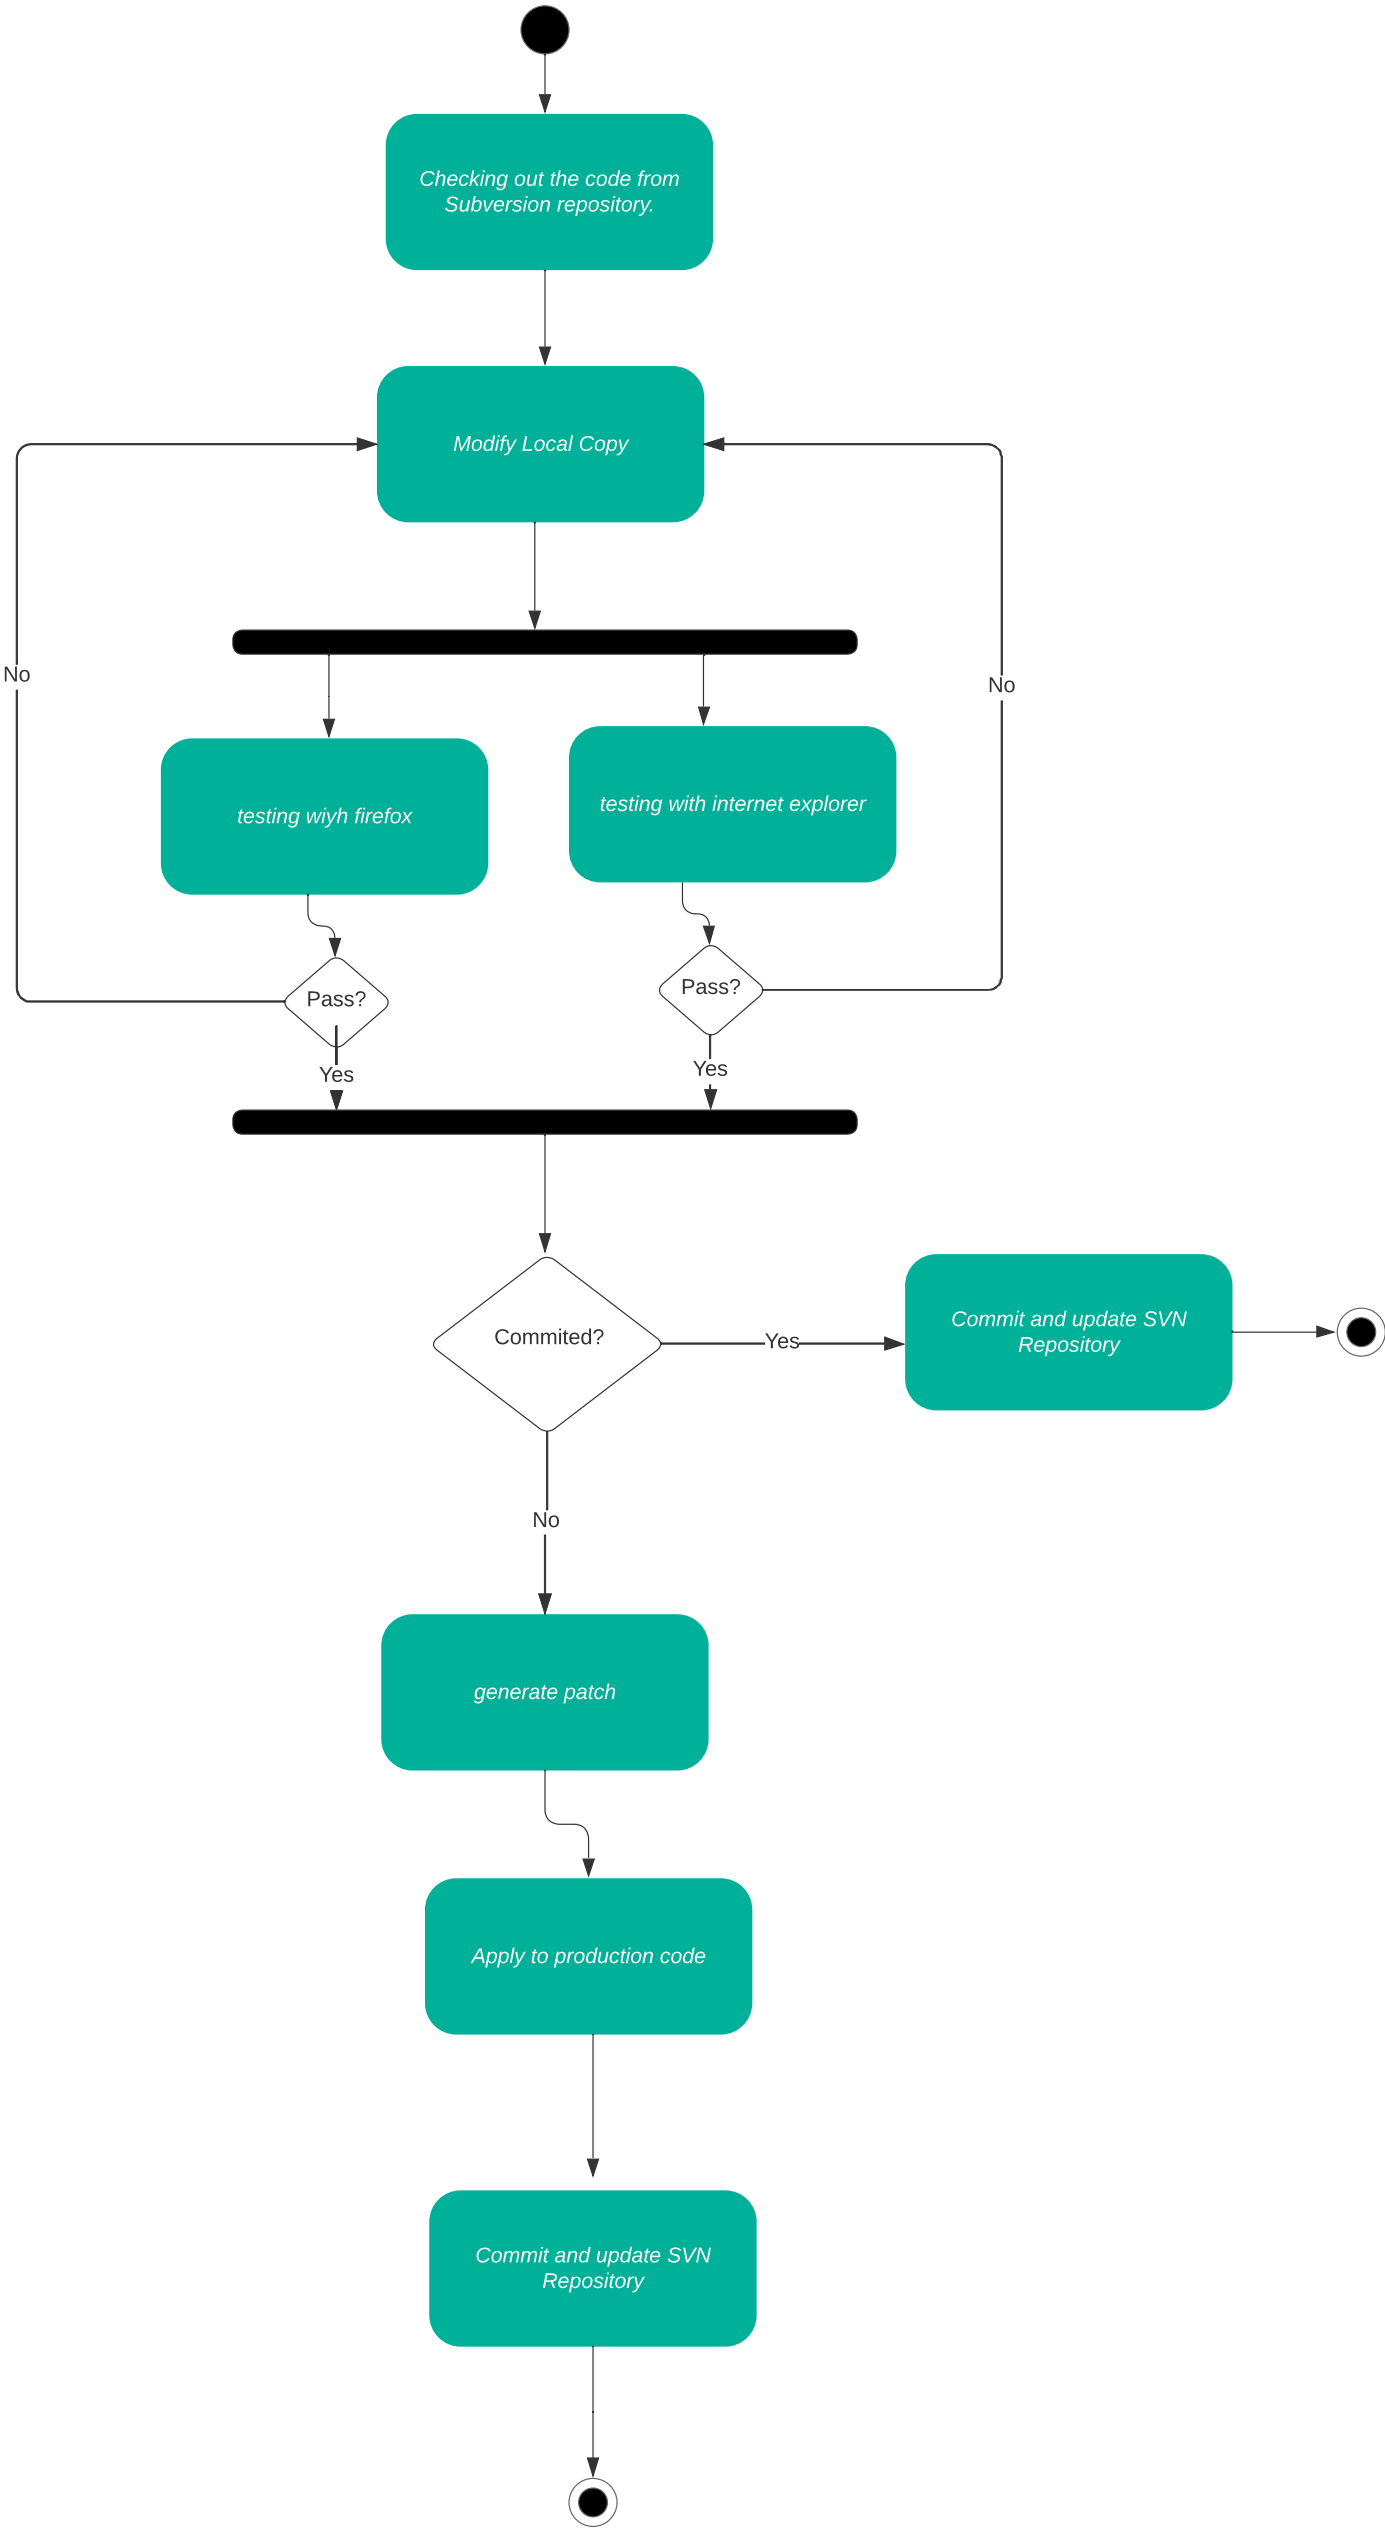 Checking out the code from
Subversion repository.
Modify Local Copy
No
No
testing wiyh firefox
testing with internet explorer
Pass?
Pass?
Yes
Yes
Commited?
Yes
Commit and update SVN
Repository
No
generate patch
Apply to production code
Commit and update SVN
Repository